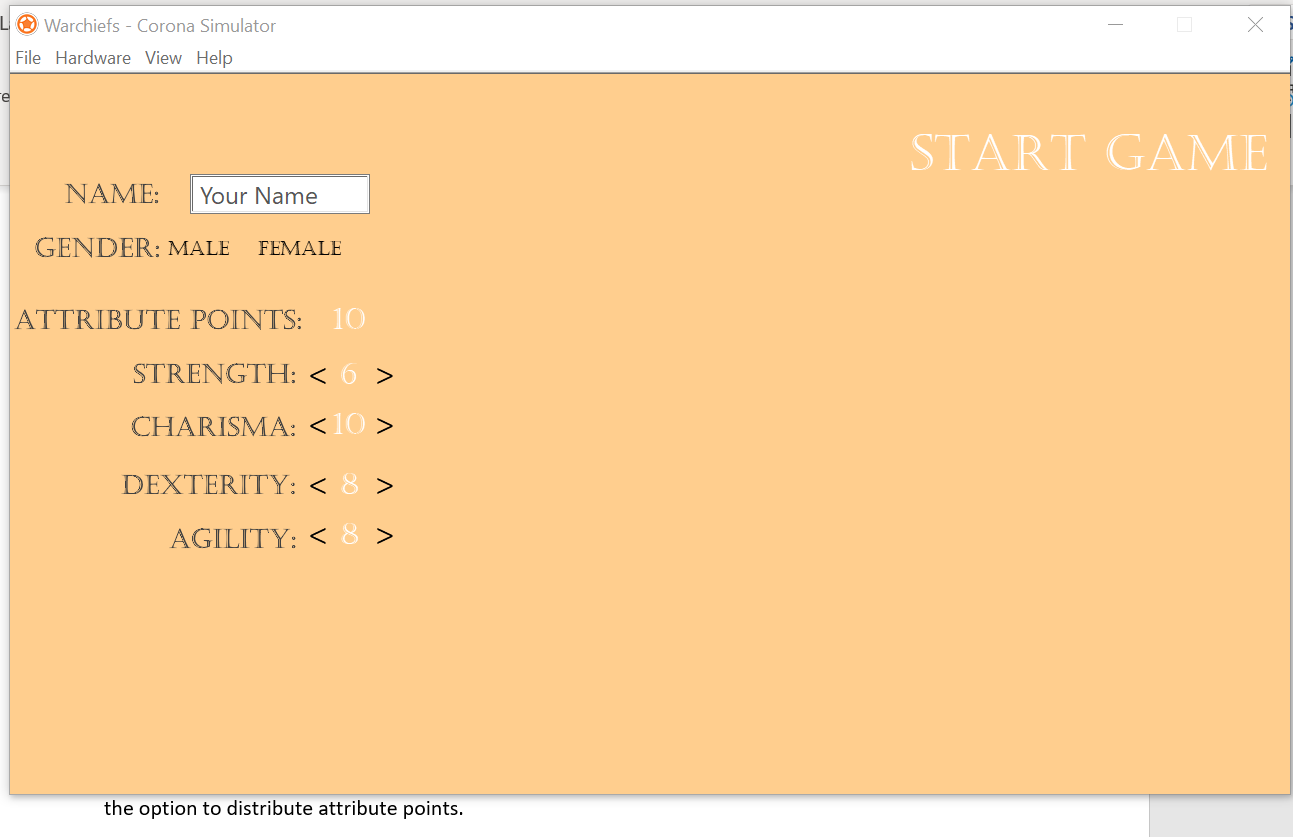 Warchiefs - Corona Simulator
File Hardware View Help
START GAME
NAME: Your Name
GENDER: MALE FEMALE
ATTRIBUTE POINTS: 10
STRENGTH: < 6 >
CHARISMA: < 10 >
DEXTERITY: < 8 >
AGILITY: < 8 >
the option to distribute attribute points.